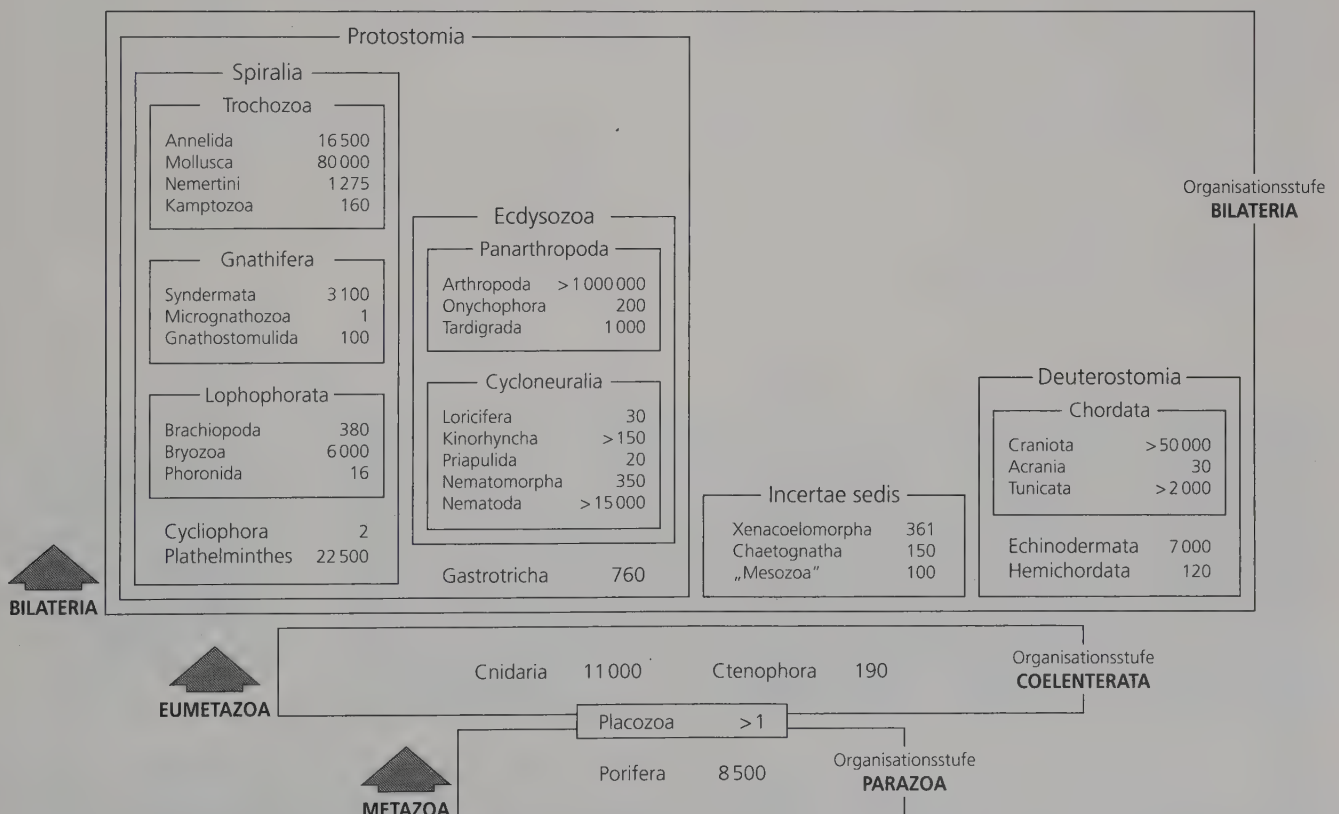 Protostomia
Spiralia
Trochozoa
Annelida 16 500
Mollusca 80 000
Nemertini 1 275
Kamptozoa 160
Gnathifera
Syndermata 3 100
Micrognathozoa 1
Gnathostomulida 100
Lophophorata
Brachiopoda 380
Bryozoa 6 000
Phoronida 16
Cycliophora 2
Plathelminthes 22 500
Ecdysozoa
Panarthropoda
Arthropoda >1 000 000
Onychophora 200
Tardigrada 1 000
Cycloneuralia
Loricifera 30
Kinorhyncha >150
Priapulida 20
Nematomorpha 350
Nematoda >15 000
Gastrotricha 760
Incertae sedis
Xenacoelomorpha 361
Chaetognatha 150
„Mesozoa“ 100
Deuterostomia
Chordata
Craniota >50 000
Acrania 30
Tunicata >2 000
Echinodermata 7 000
Hemichordata 120
Organisationsstufe
BILATERIA
BILATERIA
Cnidaria 11 000 Ctenophora 190
Organisationsstufe
COELENTERATA
EUMETAZOA
Placozoa >1
Porifera 8 500
Organisationsstufe
PARAZOA
METAZOA